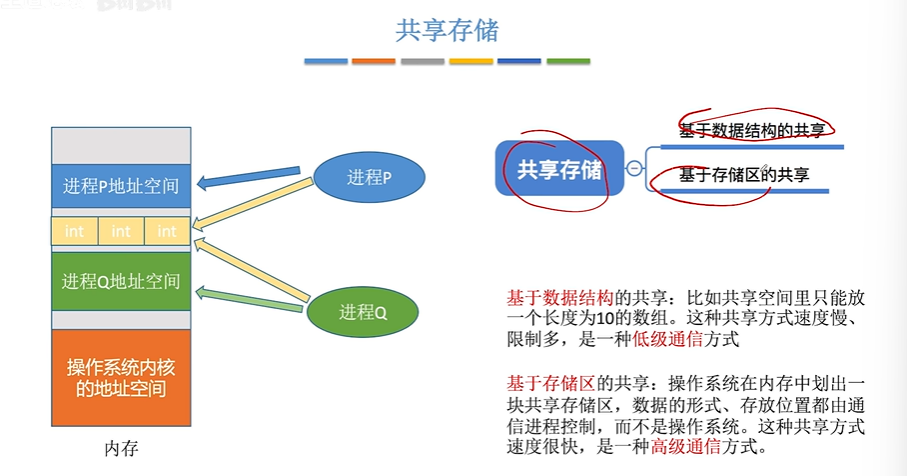 共享存储
进程P地址空间
int int int
进程Q地址空间
操作系统内核
的地址空间
内存
进程P
进程Q
共享存储
基于数据结构的共享
基于存储区的共享
基于数据结构的共享：比如共享空间里只能放
一个长度为10的数组。这种共享方式速度慢、
限制多，是一种低级通信方式
基于存储区的共享：操作系统在内存中划出一
块共享存储区，数据的形式、存放位置都由通
信进程控制，而不是操作系统。这种共享方式
速度很快，是一种高级通信方式。